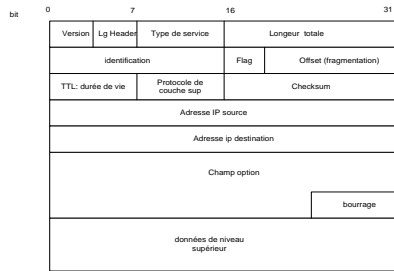 bit 0 7 16 31
Version Lg Header Type de service Longeur totale
identification Flag Offset (fragmentation)
TTL: durée de vie Protocole de couche sup Checksum
Adresse IP source
Adresse ip destination
Champ option
bourrage
données de niveau
supérieur